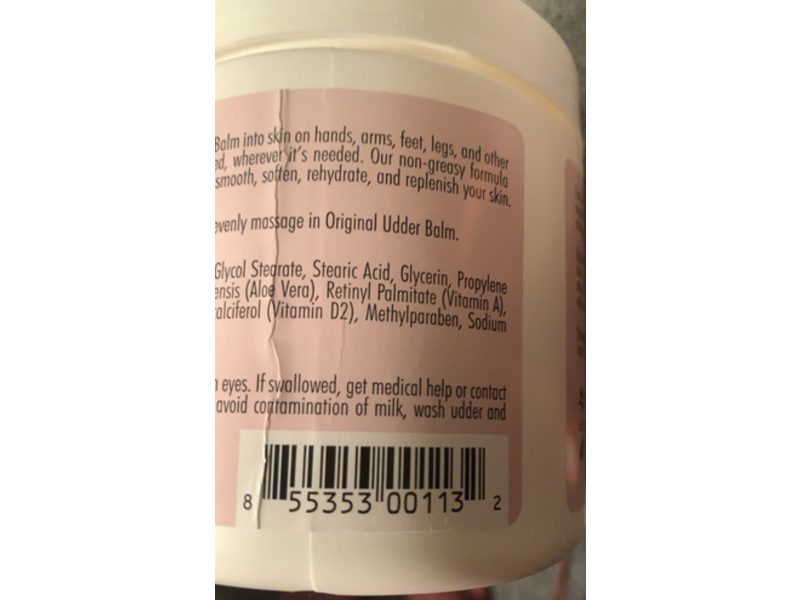 Balm into skin on hands, arms, feet, legs, and other
ed, wherever it's needed. Our non-greasy formula
smooth, soften, rehydrate, and replenish your skin.
evenly massage in Original Udder Balm.
Glycol Stearate, Stearic Acid, Glycerin, Propylene
ensis (Aloe Vera), Retinyl Palmitate (Vitamin A),
alciferol (Vitamin D2), Methylparaben, Sodium
n eyes. If swallowed, get medical help or contact
avoid contamination of milk, wash udder and
8 55353 00113 2